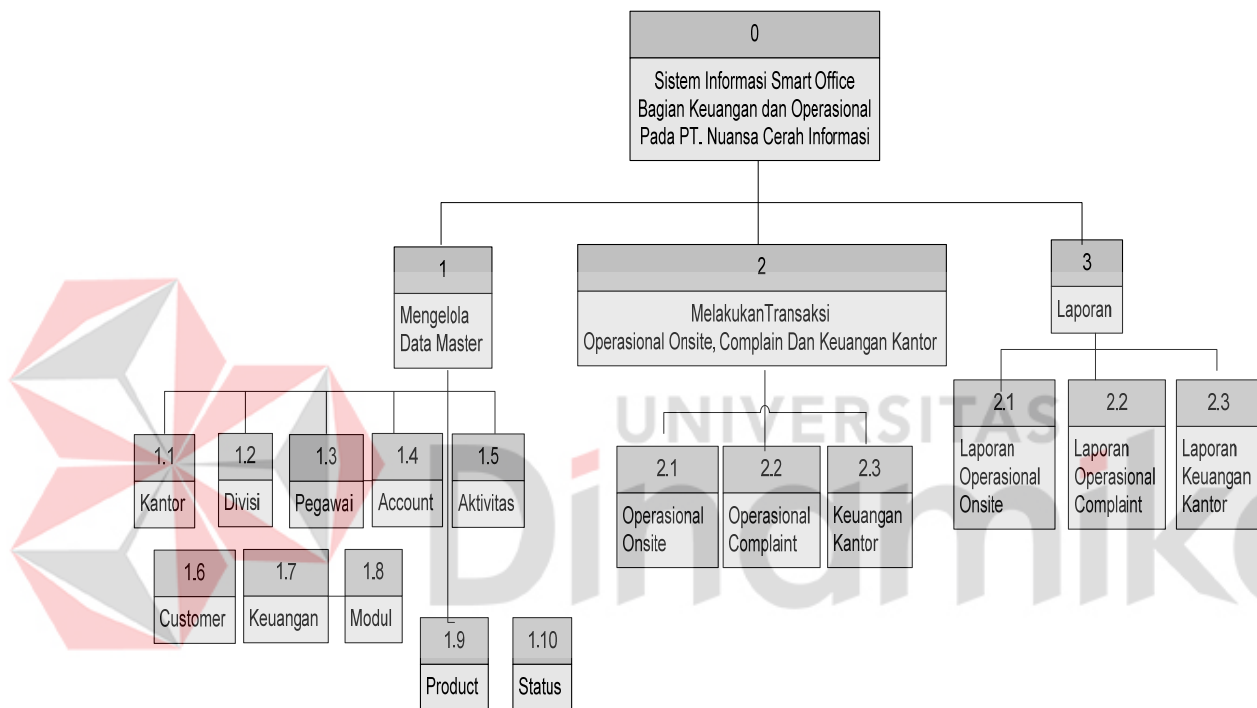 0
Sistem Informasi Smart Office
Bagian Keuangan dan Operasional
Pada PT. Nuansa Cerah Informasi
1
Mengelola
Data Master
2
MelakukanTransaksi
Operasional Onsite, Complain Dan Keuangan Kantor
3
Laporan
1.1
Kantor
1.2
Divisi
1.3
Pegawai
1.4
Account
1.5
Aktivitas
1.6
Customer
1.7
Keuangan
1.8
Modul
1.9
Product
1.10
Status
2.1
Operasional
Onsite
2.2
Operasional
Complaint
2.3
Keuangan
Kantor
2.1
Laporan
Operasional
Onsite
2.2
Laporan
Operasional
Complaint
2.3
Laporan
Keuangan
Kantor
UNIVERSITAS
Dinamika